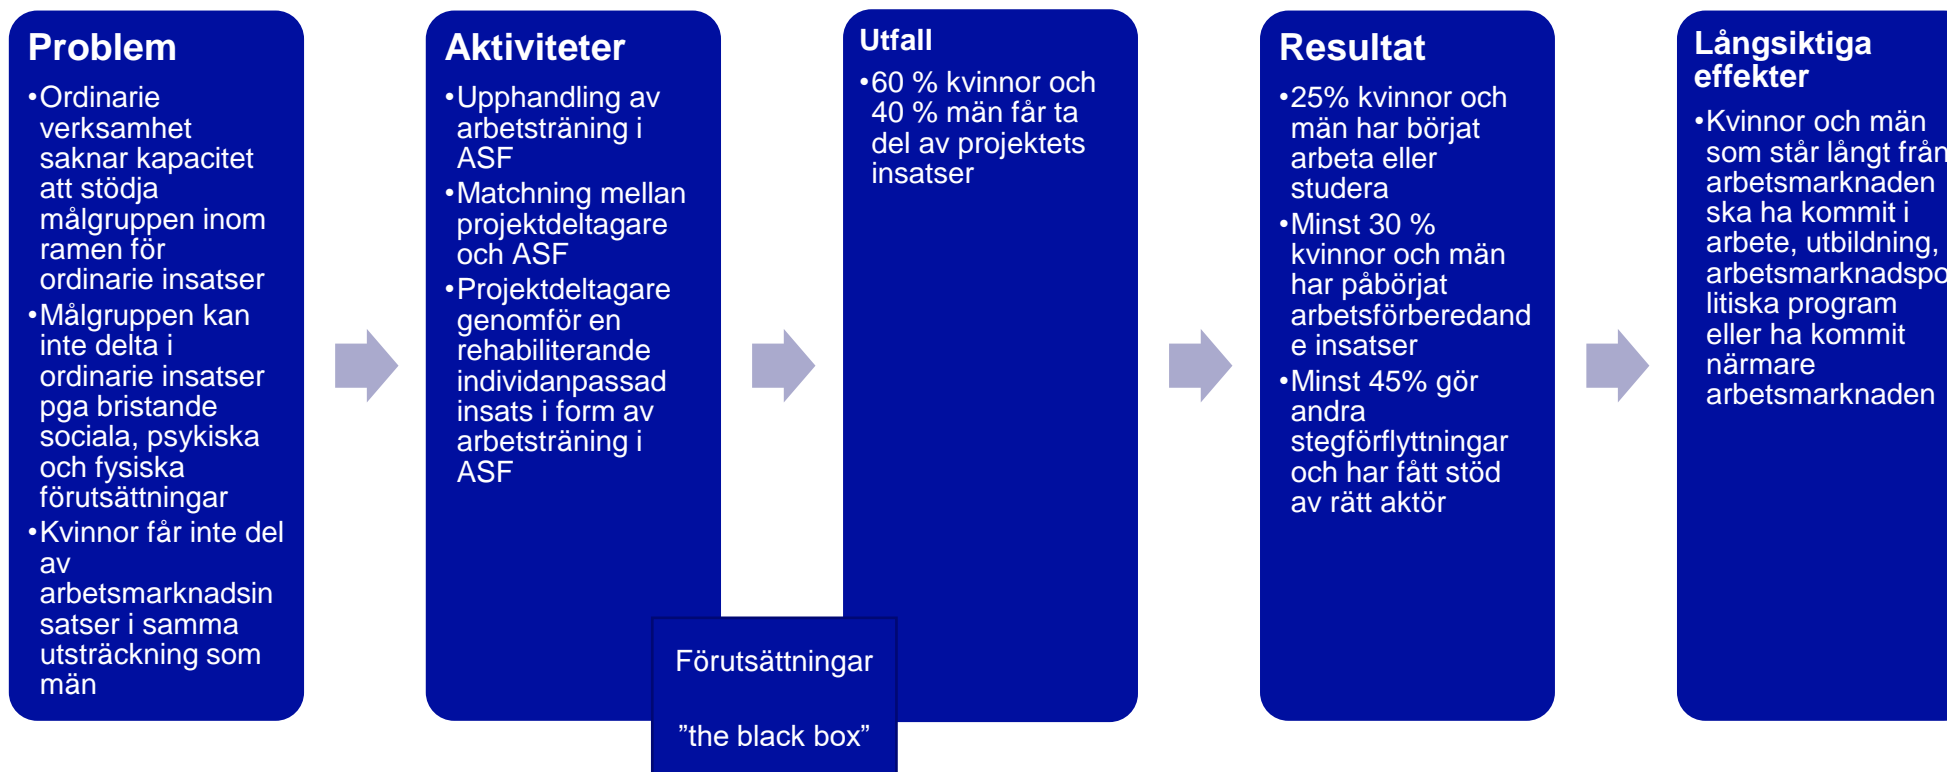 Problem
•Ordinarie
verksamhet
saknar kapacitet
att stödja
målgruppen inom
ramen för
ordinarie insatser
•Målgruppen kan
inte delta i
ordinarie insatser
pga bristande
sociala, psykiska
och fysiska
förutsättningar
•Kvinnor får inte del
av
arbetsmarknadsin
satser i samma
utsträckning som
män
Aktiviteter
•Upphandling av
arbetsträning i
ASF
•Matchning mellan
projektdeltagare
och ASF
•Projektdeltagare
genomför en
rehabiliterande
individanpassad
insats i form av
arbetsträning i
ASF
Förutsättningar
”the black box”
Utfall
•60 % kvinnor och
40 % män får ta
del av projektets
insatser
Resultat
•25% kvinnor och
män har börjat
arbeta eller
studera
•Minst 30 %
kvinnor och män
har påbörjat
arbetsförberedand
e insatser
•Minst 45% gör
andra
stegförflyttningar
och har fått stöd
av rätt aktör
Långsiktiga
effekter
•Kvinnor och män
som står långt från
arbetsmarknaden
ska ha kommit i
arbete, utbildning,
arbetsmarknadspo
litiska program
eller ha kommit
närmare
arbetsmarknaden